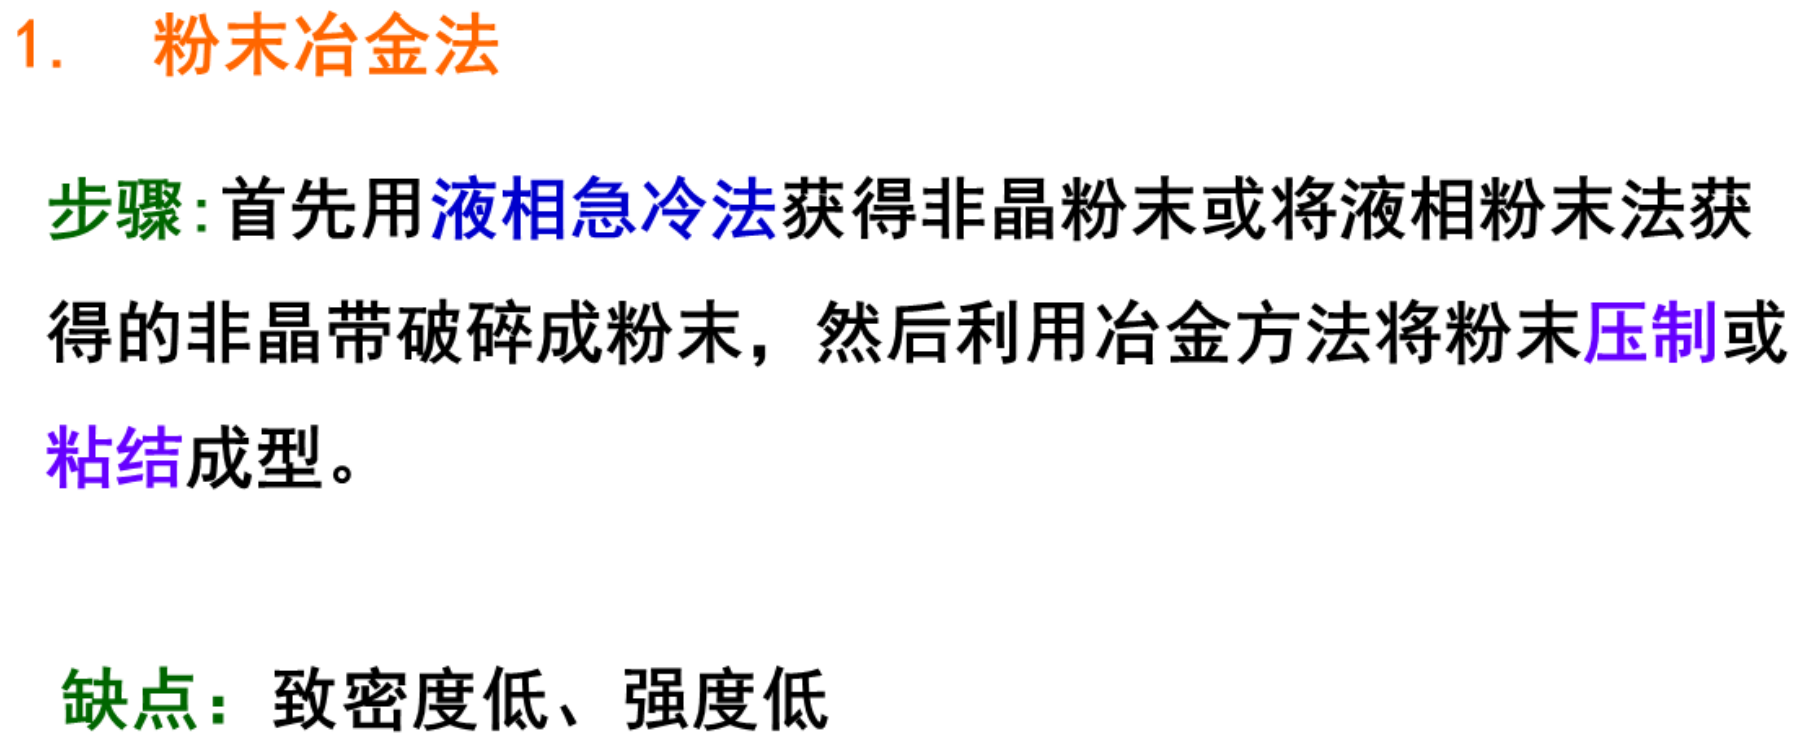 1. 粉末冶金法
步骤:首先用液相急冷法获得非晶粉末或将液相粉末法获
得的非晶带破碎成粉末，然后利用冶金方法将粉末压制或
粘结成型。
缺点：致密度低、强度低